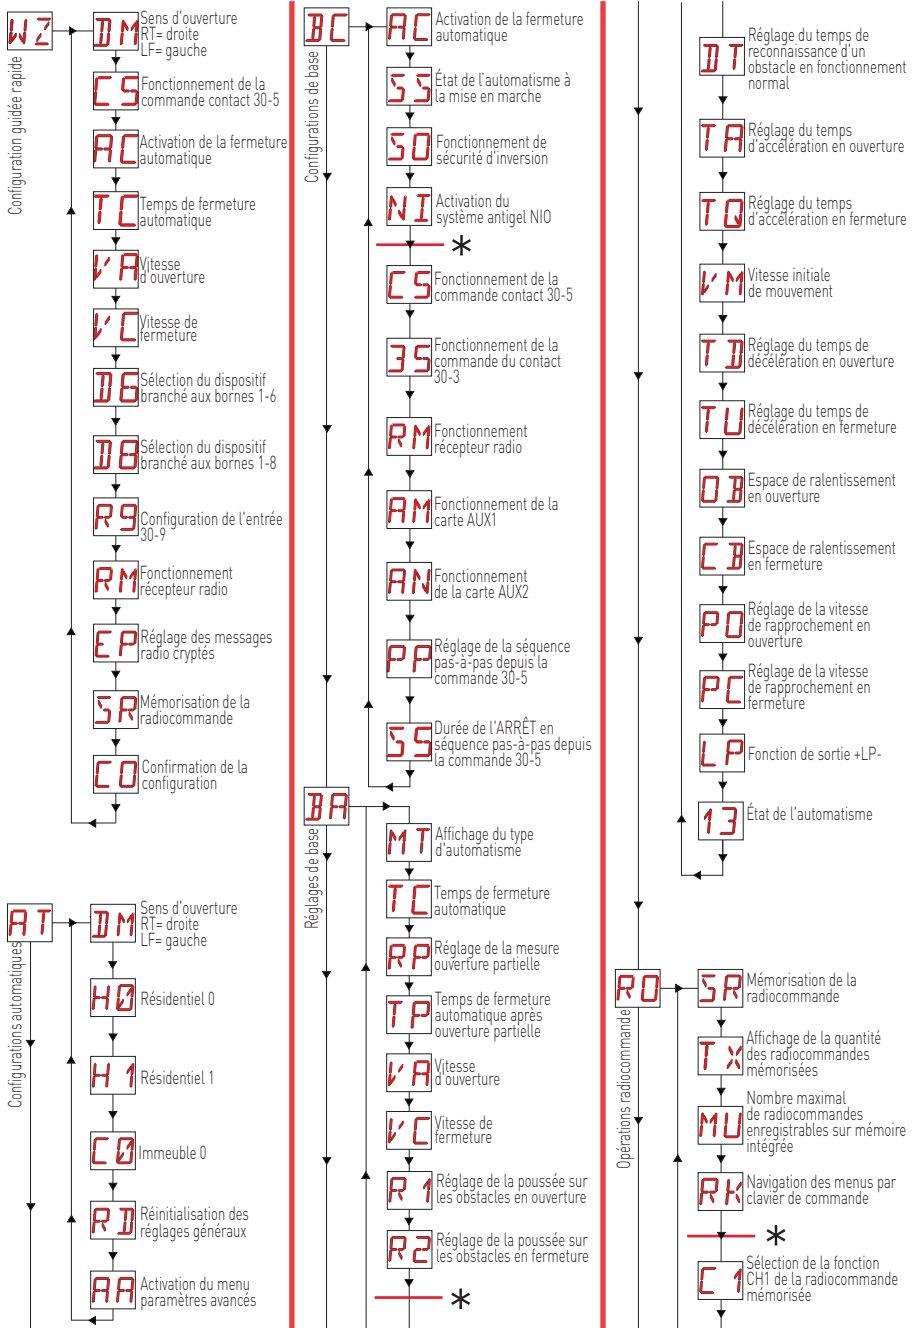 WZ
Configuration guidée rapide
DM
Sens d'ouverture
RT= droite
LF= gauche
CS
Fonctionnement de la
commande contact 30-5
AC
Activation de la fermeture
automatique
TC
Temps de fermeture
automatique
VA
Vitesse
d'ouverture
VC
Vitesse de
fermeture
D6
Sélection du dispositif
branché aux bornes 1-6
D8
Sélection du dispositif
branché aux bornes 1-8
R9
Configuration de l'entrée
30-9
RM
Fonctionnement
récepteur radio
EP
Réglage des messages
radio cryptés
SR
Mémorisation de la
radiocommande
CO
Confirmation de la
configuration
AT
Configurations automatiques
DM
Sens d'ouverture
RT= droite
LF= gauche
H0
Résidentiel 0
H1
Résidentiel 1
C0
Immeuble 0
RD
Réinitialisation des
réglages généraux
AA
Activation du menu
paramètres avancés
BC
Configurations de base
AC
Activation de la fermeture
automatique
SS
État de l'automatisme à
la mise en marche
SO
Fonctionnement de
sécurité d'inversion
NI
Activation du
système antigel NIO
*
CS
Fonctionnement de la
commande contact 30-5
3S
Fonctionnement de la
commande du contact
30-3
RM
Fonctionnement
récepteur radio
AM
Fonctionnement de la
carte AUX1
AN
Fonctionnement
de la carte AUX2
PP
Réglage de la séquence
pas-à-pas depuis la
commande 30-5
S5
Durée de l'ARRÊT en
séquence pas-à-pas depuis
la commande 30-5
BA
Réglages de base
MT
Affichage du type
d'automatisme
TC
Temps de fermeture
automatique
RP
Réglage de la mesure
ouverture partielle
TP
Temps de fermeture
automatique après
ouverture partielle
VA
Vitesse
d'ouverture
VC
Vitesse de
fermeture
R1
Réglage de la poussée sur
les obstacles en ouverture
R2
Réglage de la poussée sur
les obstacles en fermeture
*
DT
Réglage du temps de
reconnaissance d'un
obstacle en fonctionnement
normal
TA
Réglage du temps
d'accélération en ouverture
TQ
Réglage du temps
d'accélération en fermeture
VM
Vitesse initiale
de mouvement
TD
Réglage du temps de
décélération en ouverture
TU
Réglage du temps de
décélération en fermeture
OB
Espace de ralentissement
en ouverture
CB
Espace de ralentissement
en fermeture
PO
Réglage de la vitesse
de rapprochement en
ouverture
PC
Réglage de la vitesse
de rapprochement en
fermeture
LP
Fonction de sortie +LP-
13
État de l'automatisme
RO
Opérations radiocommande
SR
Mémorisation de la
radiocommande
TX
Affichage de la quantité
des radiocommandes
mémorisées
MU
Nombre maximal
de radiocommandes
enregistrables sur mémoire
intégrée
RK
Navigation des menus par
clavier de commande
*
C1
Sélection de la fonction
CH1 de la radiocommande
mémorisée